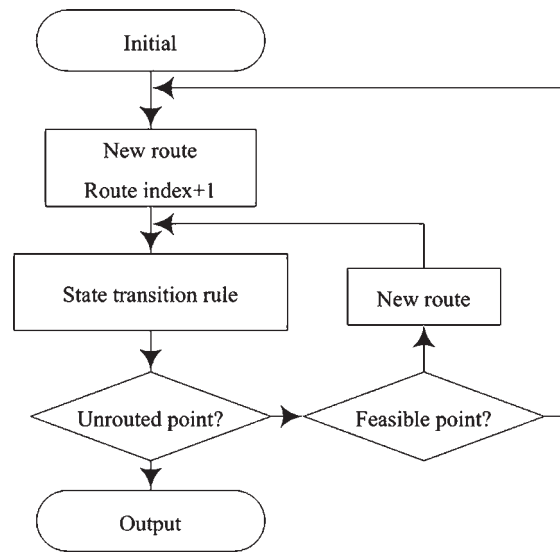 Initial
New route
Route index+1
State transition rule
New route
Unrouted point?
Feasible point?
Output